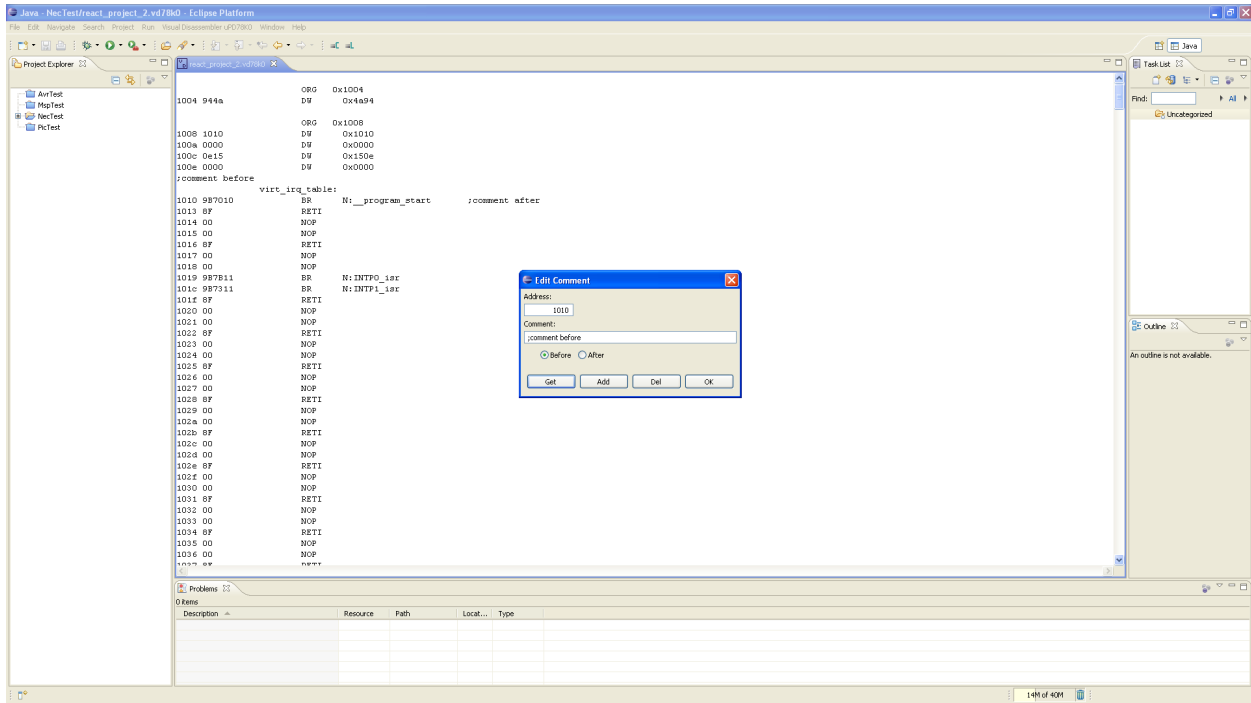 Java - NecTest/react_project_2.vd78k0 - Eclipse Platform
File Edit Navigate Search Project Run Visual Disassembler uPD78K0 Window Help
Java
Project Explorer
AvrTest
MspTest
NecTest
PicTest
react_project_2.vd78k0
ORG 0x1004
1004 944a DW 0x4a94
ORG 0x1008
1008 1010 DW 0x1010
100a 0000 DW 0x0000
100c 0e15 DW 0x150e
100e 0000 DW 0x0000
;comment before
virt_irq_table:
1010 9B7010 BR N:__program_start ;comment after
1013 8F RETI
1014 00 NOP
1015 00 NOP
1016 8F RETI
1017 00 NOP
1018 00 NOP
1019 9B7B11 BR N:INTP0_isr
101c 9B7311 BR N:INTP1_isr
101f 8F RETI
1020 00 NOP
1021 00 NOP
1022 8F RETI
1023 00 NOP
1024 00 NOP
1025 8F RETI
1026 00 NOP
1027 00 NOP
1028 8F RETI
1029 00 NOP
102a 00 NOP
102b 8F RETI
102c 00 NOP
102d 00 NOP
102e 8F RETI
102f 00 NOP
1030 00 NOP
1031 8F RETI
1032 00 NOP
1033 00 NOP
1034 8F RETI
1035 00 NOP
1036 00 NOP
1037 8F RETI
Edit Comment
Address:
1010
Comment:
;comment before
Before After
Get Add Del OK
Task List
Find: All
Uncategorized
Outline
An outline is not available.
Problems
0 items
Description Resource Path Locat... Type
14M of 40M